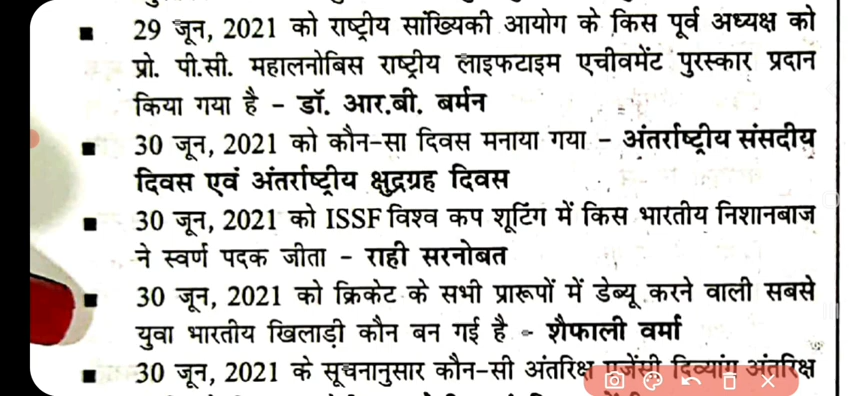 29 जून, 2021 को राष्ट्रीय सांख्यिकी आयोग के किस पूर्व अध्यक्ष को
प्रो. पी.सी. महालनोबिस राष्ट्रीय लाइफटाइम एचीवमेंट पुरस्कार प्रदान
किया गया है – डॉ. आर.बी. बर्मन
30 जून, 2021 को कौन-सा दिवस मनाया गया – अंतर्राष्ट्रीय संसदीय
दिवस एवं अंतर्राष्ट्रीय क्षुद्रग्रह दिवस
30 जून, 2021 को ISSF विश्व कप शूटिंग में किस भारतीय निशानबाज
ने स्वर्ण पदक जीता – राही सरनोबत
30 जून, 2021 को क्रिकेट के सभी प्रारूपों में डेब्यू करने वाली सबसे
युवा भारतीय खिलाड़ी कौन बन गई है – शैफाली वर्मा
30 जून, 2021 के सूचनानुसार कौन-सी अंतरिक्ष एजेंसी दिव्यांग अंतरिक्ष